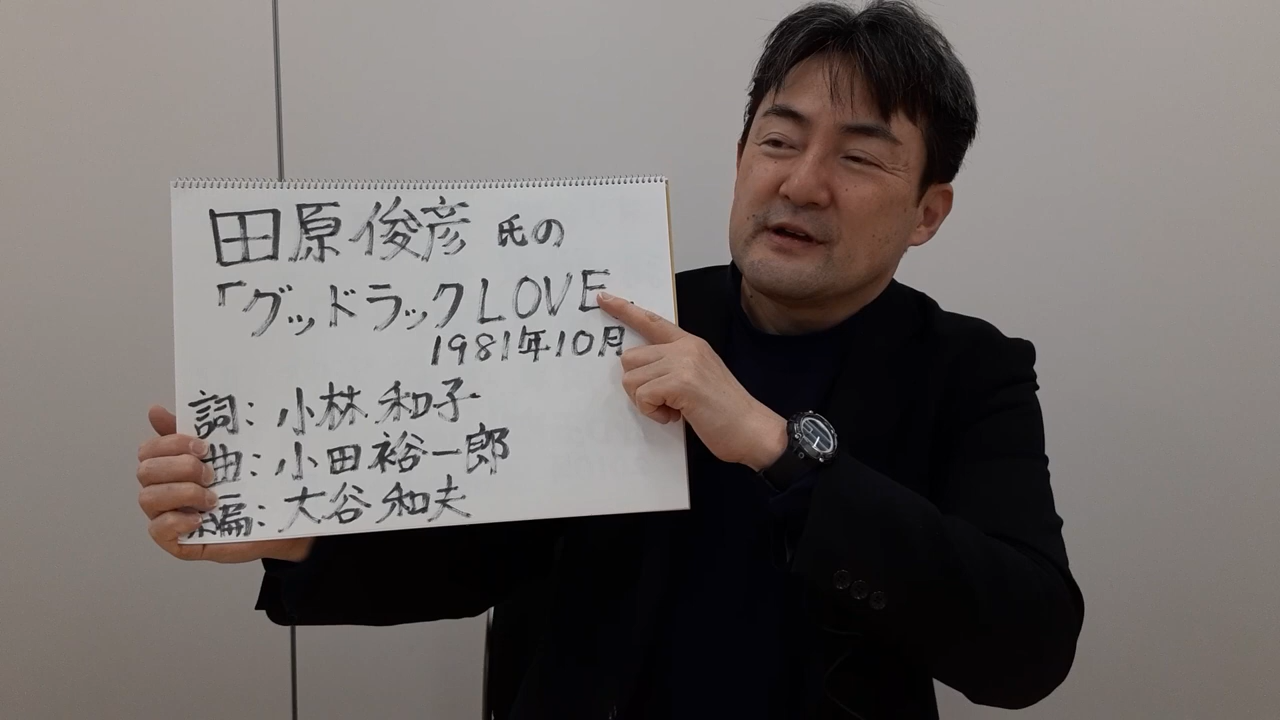 田原俊彦 氏の
「グッドラックLOVE」
1981年10月
詞: 小林和子
曲: 小田裕一郎
編: 大谷和夫